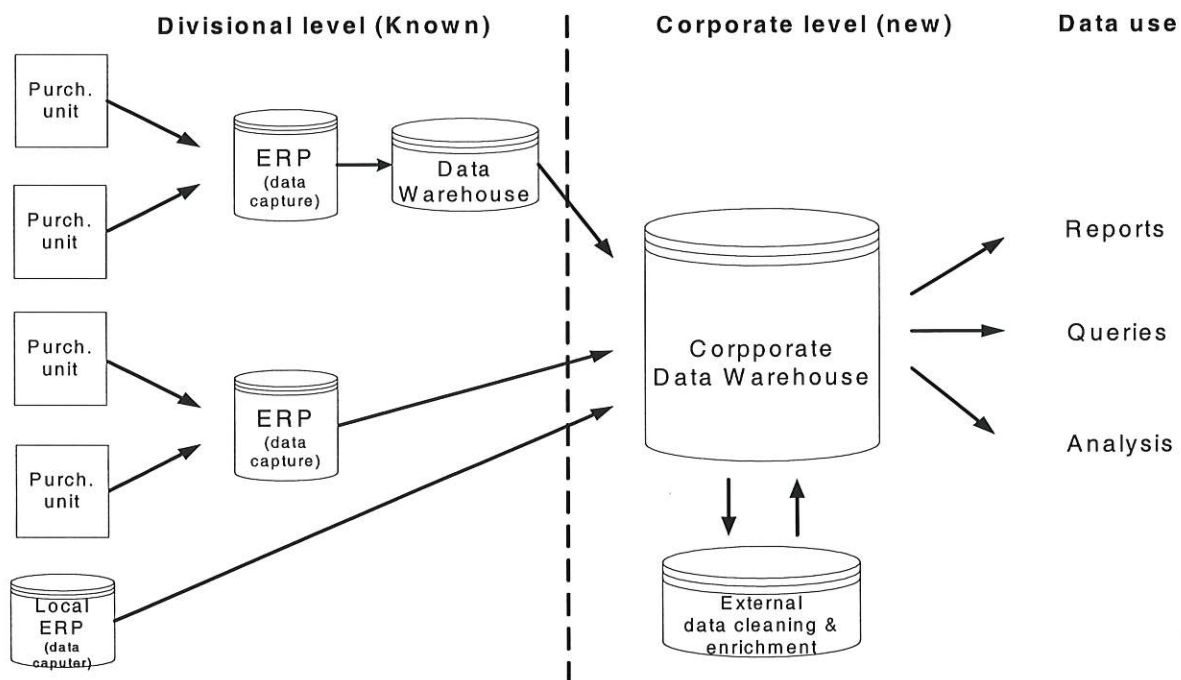 Divisional level (Known)
Corporate level (new)
Data use
Purch.
unit
Purch.
unit
ERP
(data
capture)
Data
Warehouse
Purch.
unit
Purch.
unit
ERP
(data
capture)
Local
ERP
(data
caputer)
Corpporate
Data Warehouse
External
data cleaning &
enrichment
Reports
Queries
Analysis